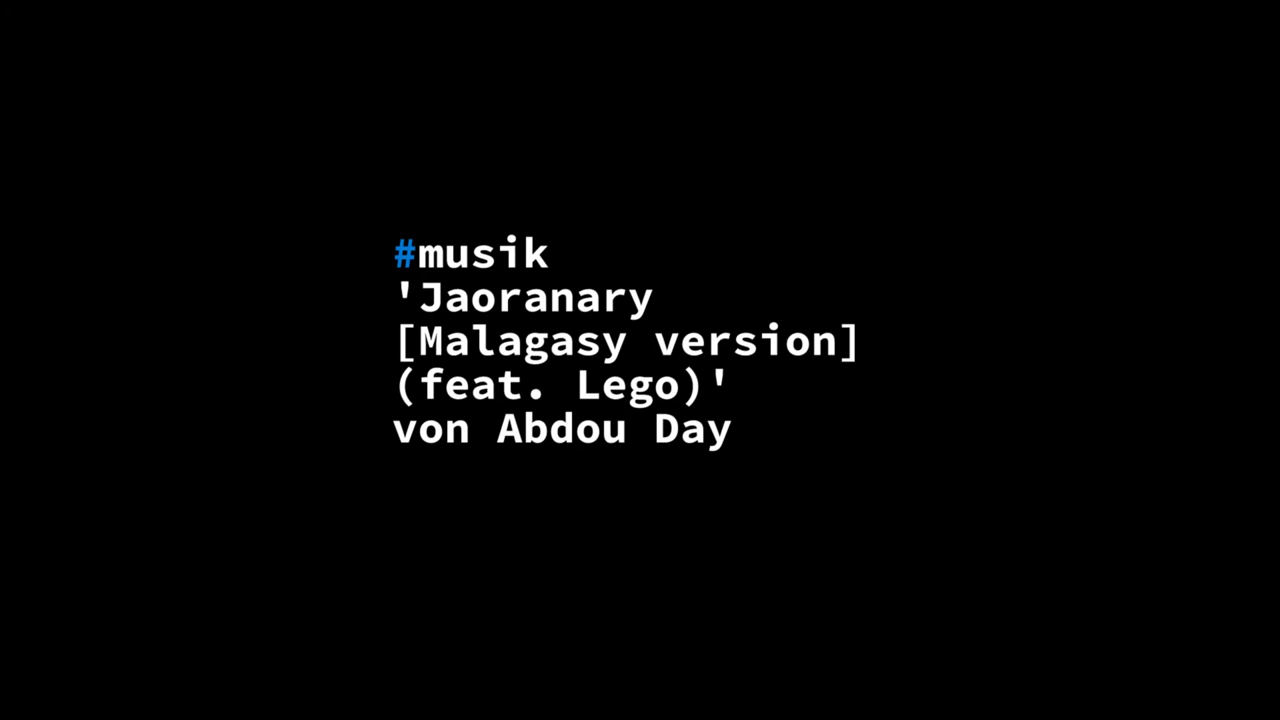 #musik
'Jaoranary
[Malagasy version]
(feat. Lego)'
von Abdou Day